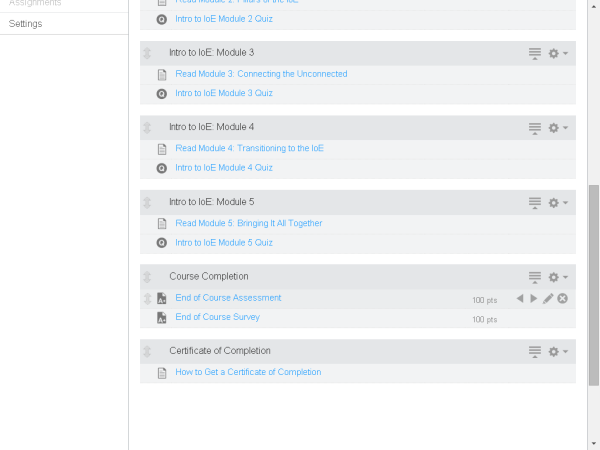 Assignments
Settings
Read Module 2: Pillars of the IoE
Intro to IoE Module 2 Quiz
Intro to IoE: Module 3
Read Module 3: Connecting the Unconnected
Intro to IoE Module 3 Quiz
Intro to IoE: Module 4
Read Module 4: Transitioning to the IoE
Intro to IoE Module 4 Quiz
Intro to IoE: Module 5
Read Module 5: Bringing It All Together
Intro to IoE Module 5 Quiz
Course Completion
End of Course Assessment 100 pts
End of Course Survey 100 pts
Certificate of Completion
How to Get a Certificate of Completion